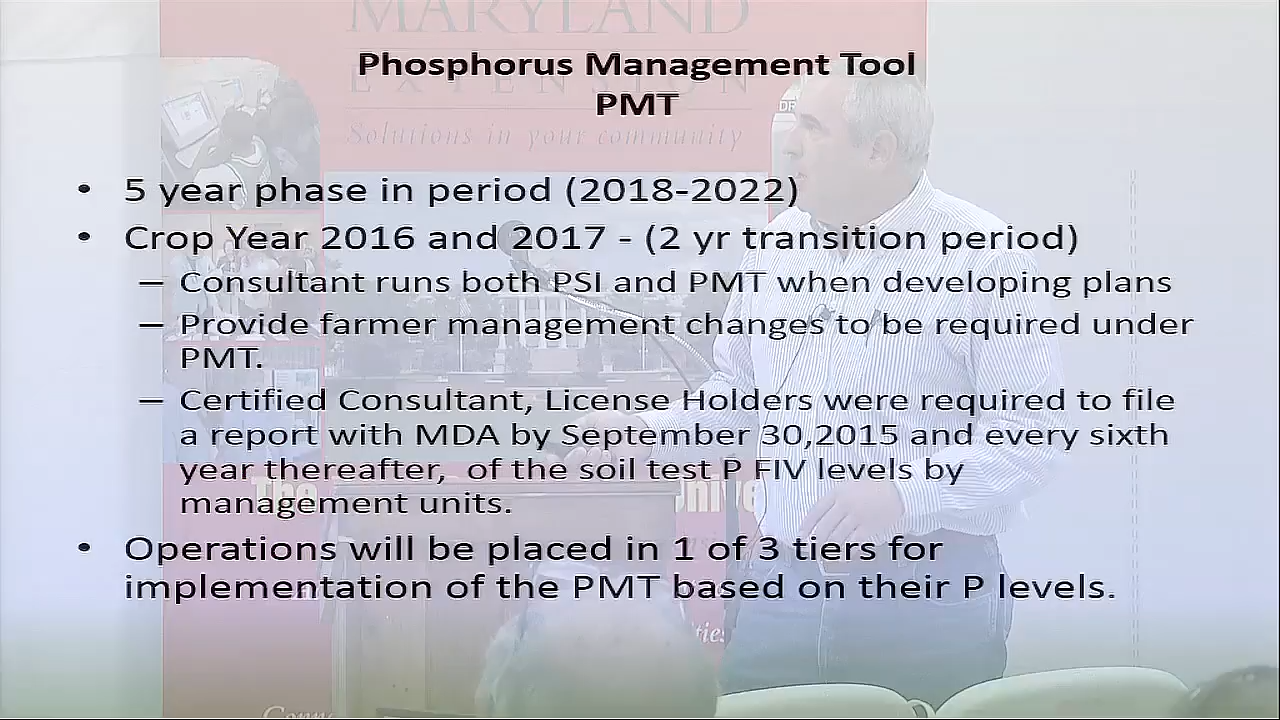 MARYLAND
Phosphorus Management Tool
EXTENSION
PMT
Solutions in your community
• 5 year phase in period (2018-2022)
• Crop Year 2016 and 2017 - (2 yr transition period)
– Consultant runs both PSI and PMT when developing plans
– Provide farmer management changes to be required under
PMT.
– Certified Consultant, License Holders were required to file
a report with MDA by September 30,2015 and every sixth
year thereafter, of the soil test P FIV levels by
management units.
The
• Operations will be placed in 1 of 3 tiers for
implementation of the PMT based on their P levels.